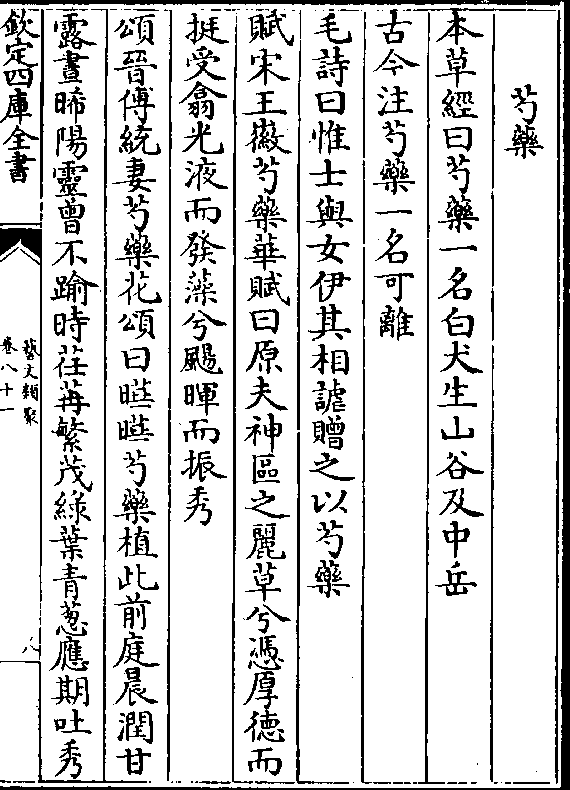 芍藥
本草經曰芍藥一名白犬生山谷及中岳
古今注芍藥一名可離
毛詩曰惟士與女伊其相謔贈之以芍藥
賦宋王徽芍藥華賦曰原夫神區之麗草兮憑厚德而
挺受翕光液而發藻兮颺暉而振秀
頌晉傅統妻芍藥花頌曰曄曄芍藥植此前庭晨潤甘
露晝晞陽靈曾不踰時荏苒繁茂綠葉青葱應期吐秀
欽定四庫全書
藝文類聚
卷八十一
八